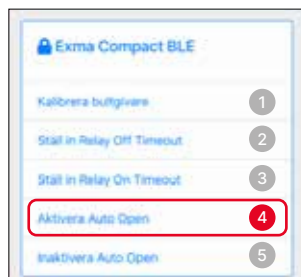 Exma Compact BLE
Kalibrera bultgivare 1
Ställ in Relay Off Timeout 2
Ställ in Relay On Timeout 3
Aktivera Auto Open 4
Inaktivera Auto Open 5